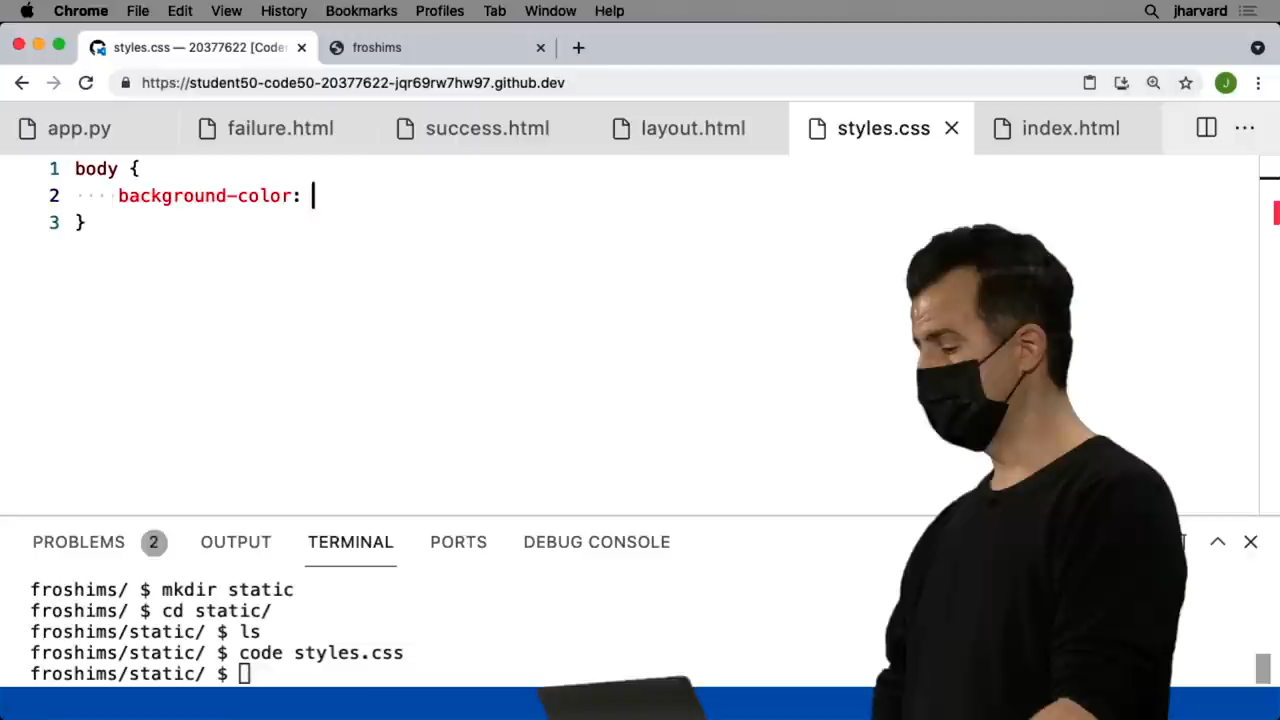 Chrome File Edit View History Bookmarks Profiles Tab Window Help jharvard
styles.css — 20377622 [Code froshims
https://student50-code50-20377622-jqr69rw7hw97.github.dev J
app.py failure.html success.html layout.html styles.css index.html
1 body {
2 background-color:
3 }
PROBLEMS 2 OUTPUT TERMINAL PORTS DEBUG CONSOLE
froshims/ $ mkdir static
froshims/ $ cd static/
froshims/static/ $ ls
froshims/static/ $ code styles.css
froshims/static/ $